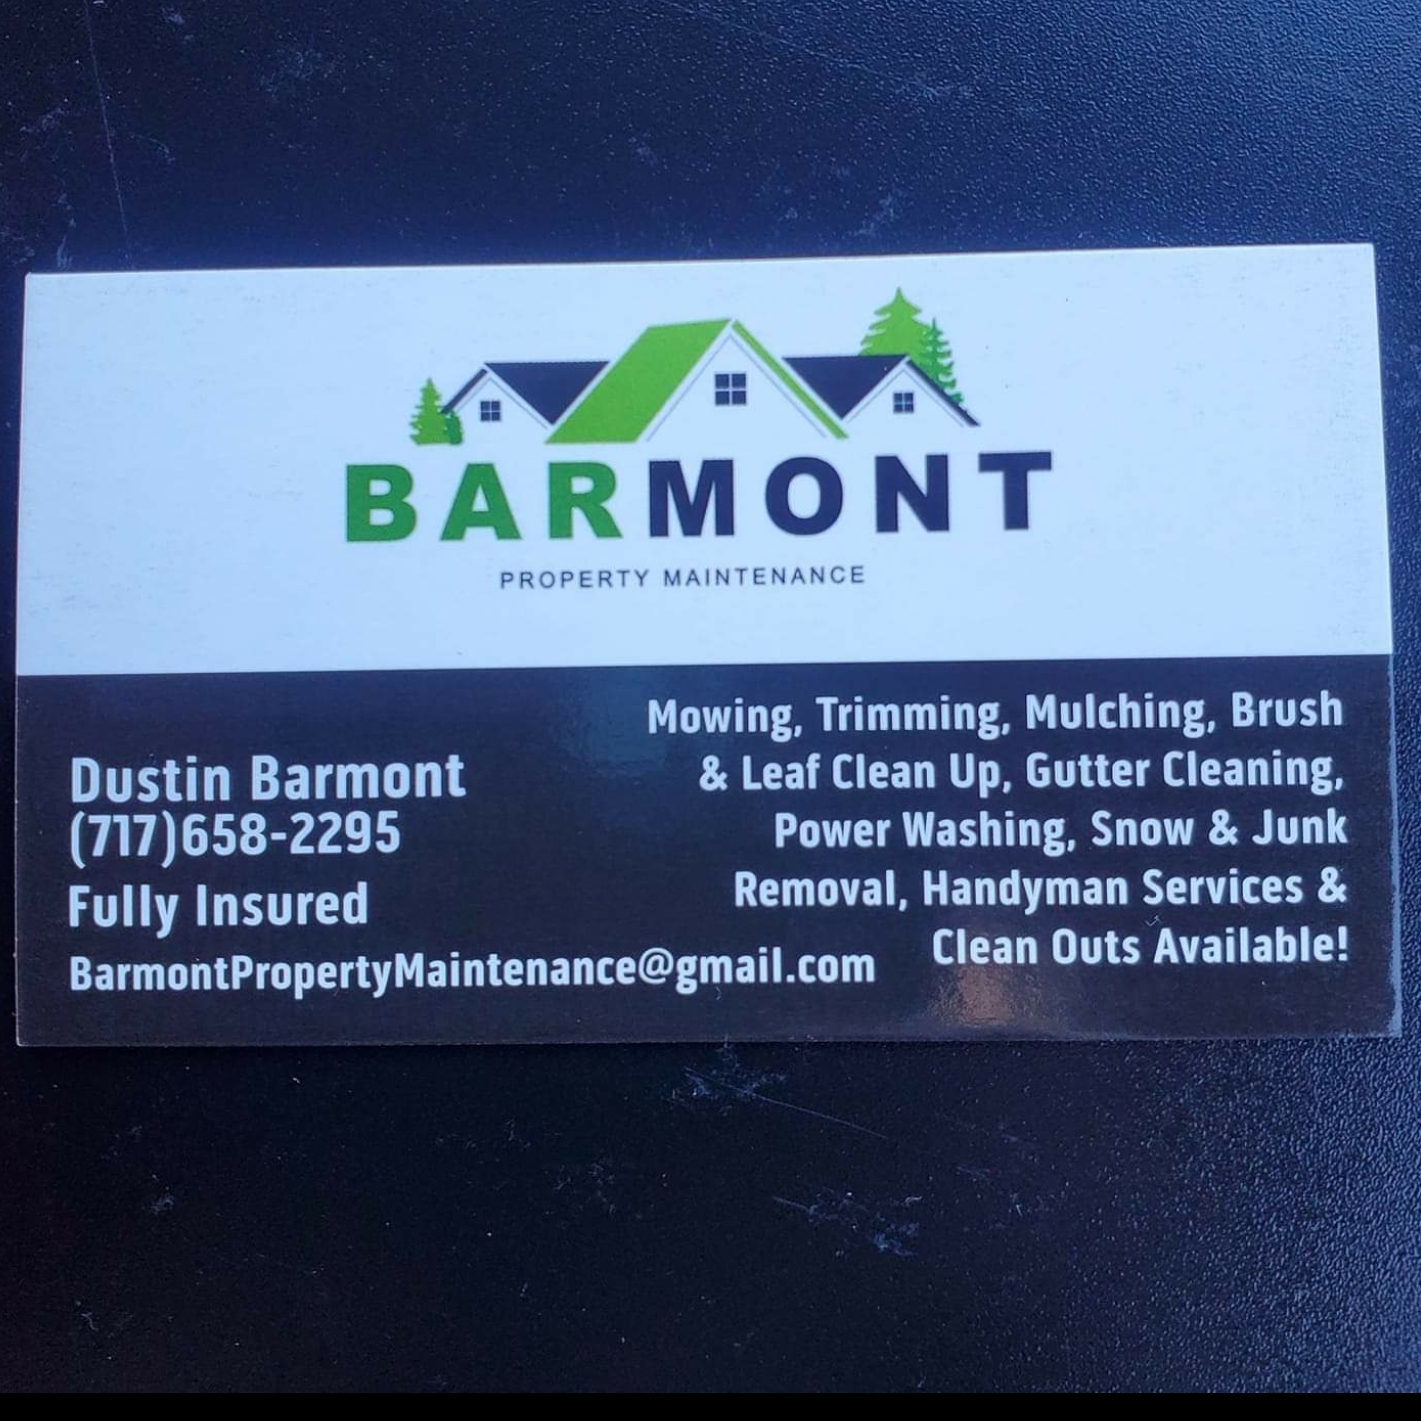 BARMONT
PROPERTY MAINTENANCE
Dustin Barmont
(717)658-2295
Fully Insured
BarmontPropertyMaintenance@gmail.com
Mowing, Trimming, Mulching, Brush
& Leaf Clean Up, Gutter Cleaning,
Power Washing, Snow & Junk
Removal, Handyman Services &
Clean Outs Available!